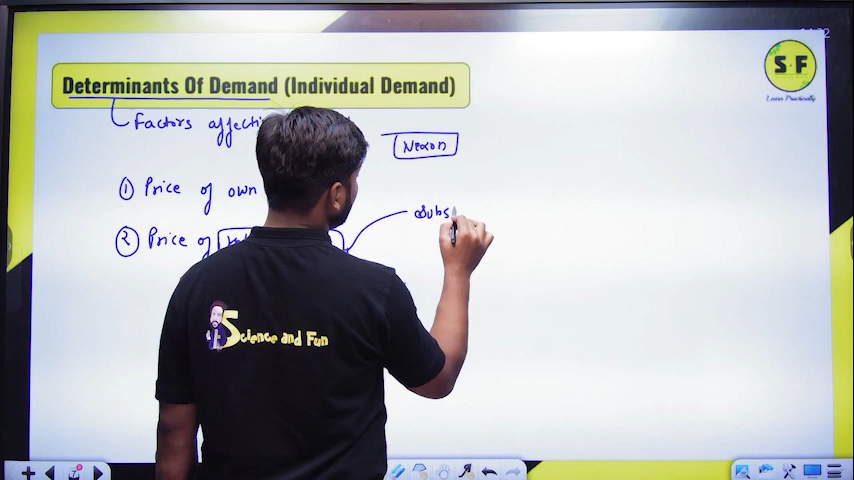 Determinants Of Demand (Individual Demand)
S F
Learn Practically
Factors affecti
Nexon
① Price of own
② Price of
Subs
Science and Fun